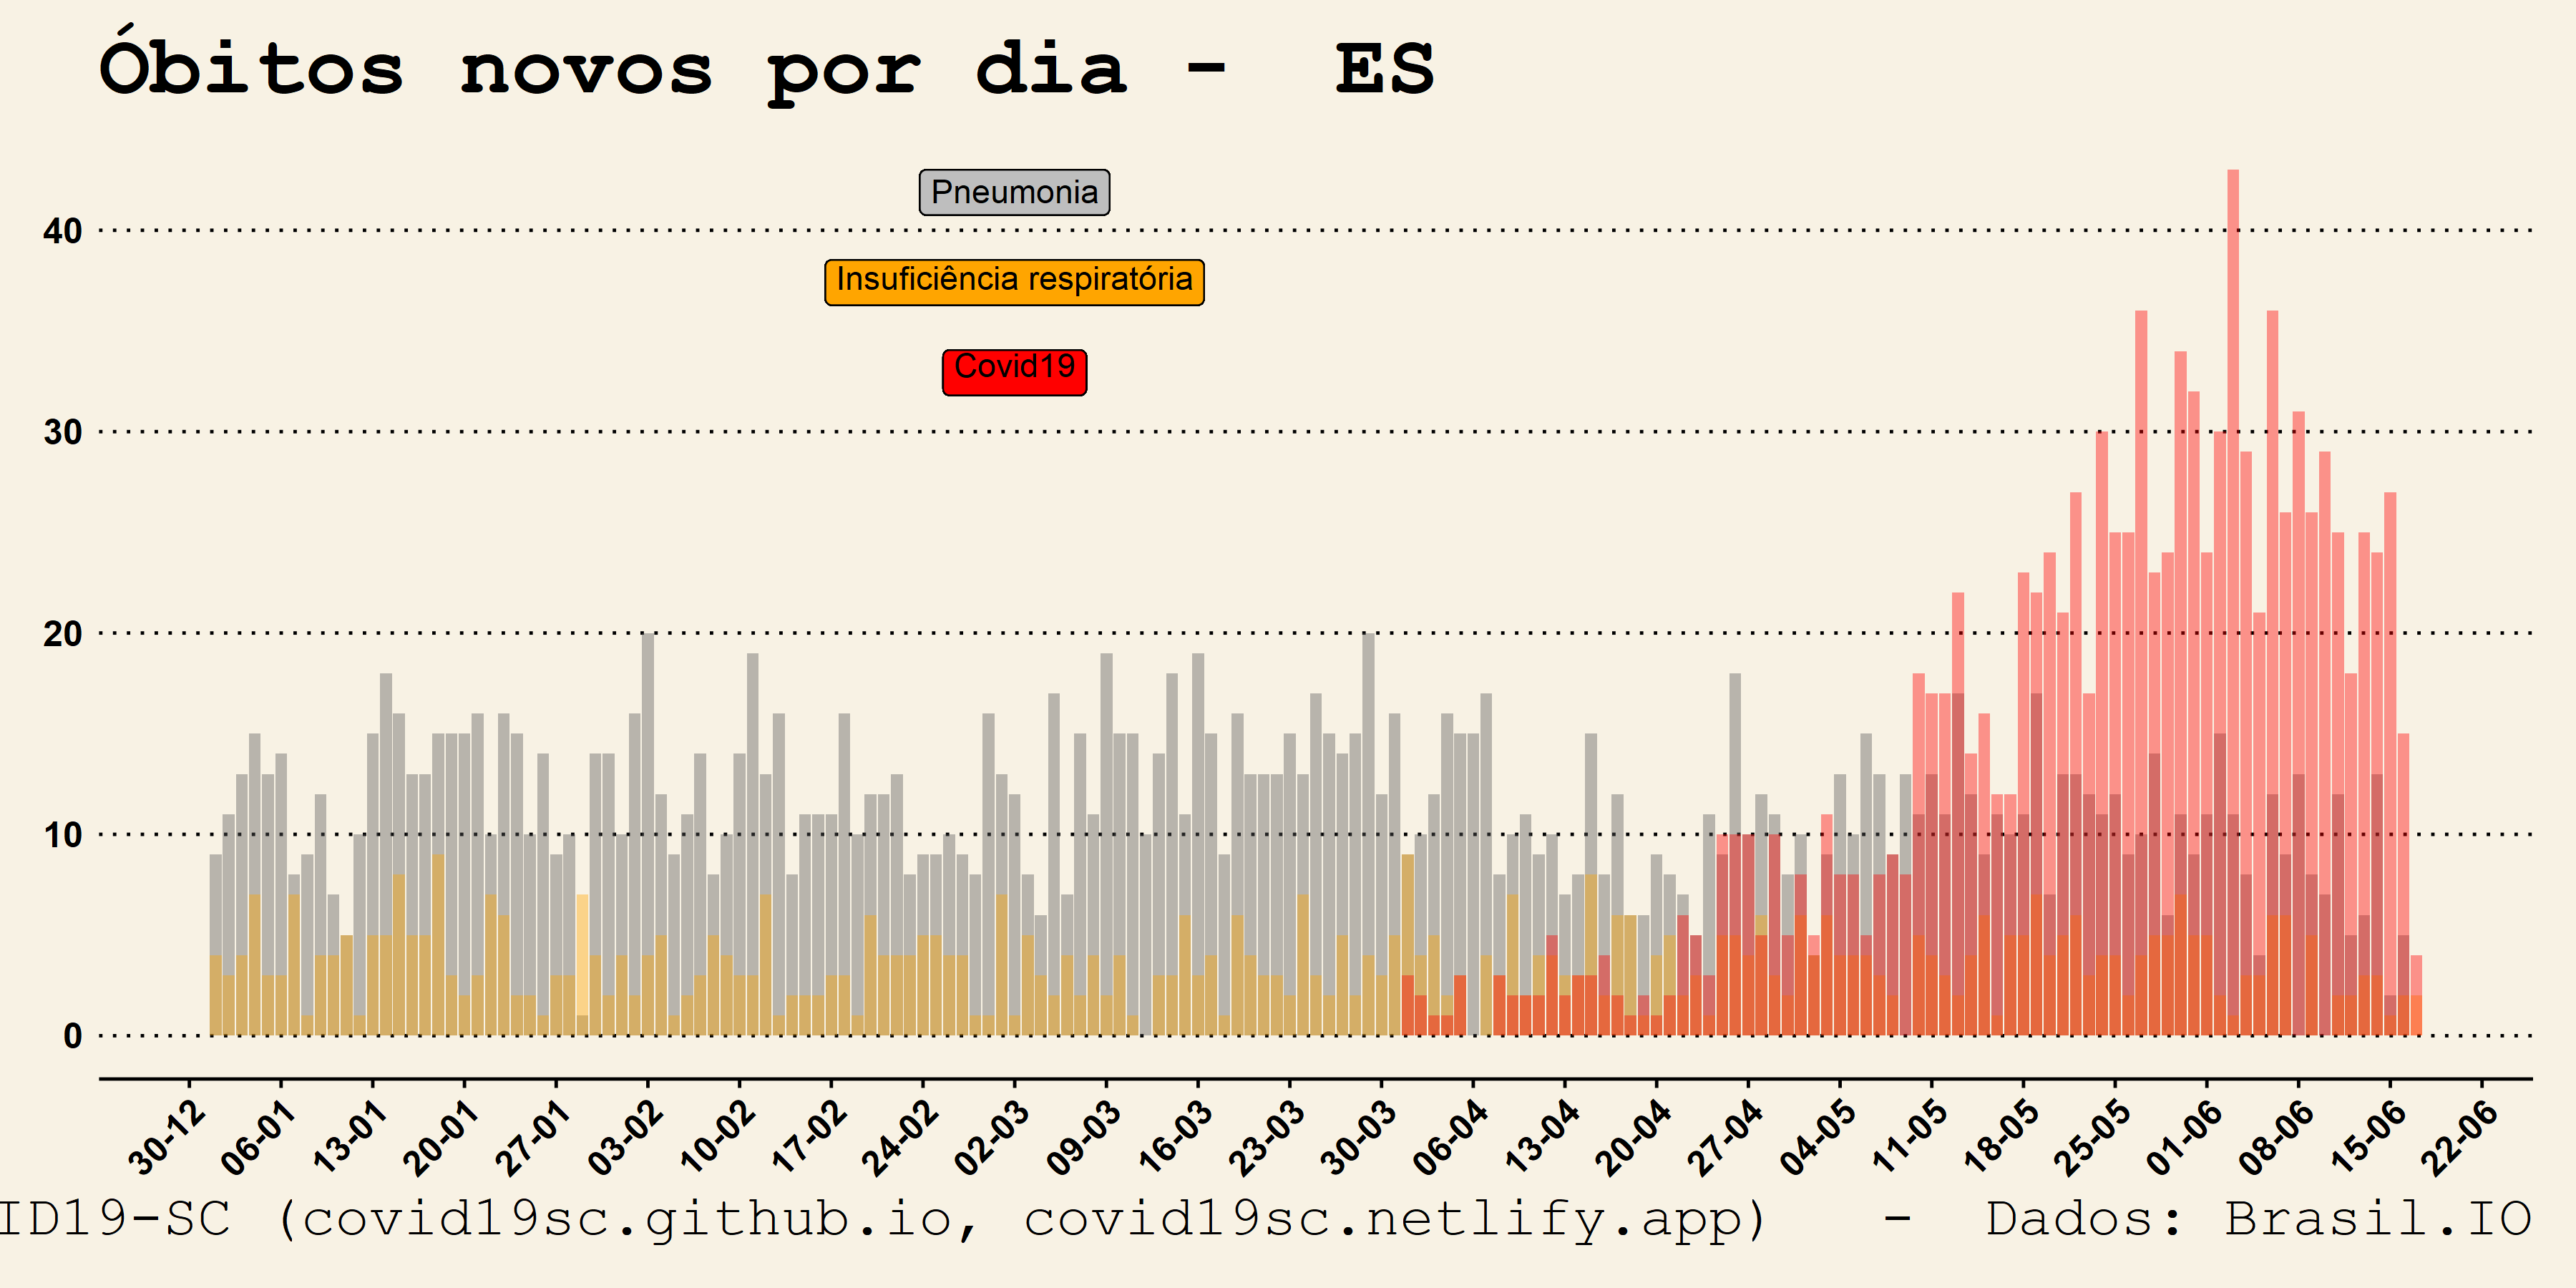 Óbitos novos por dia - ES
Pneumonia
Insuficiência respiratória
Covid19
40
30
20
10
0
30-12 06-01 13-01 20-01 27-01 03-02 10-02 17-02 24-02 02-03 09-03 16-03 23-03 30-03 06-04 13-04 20-04 27-04 04-05 11-05 18-05 25-05 01-06 08-06 15-06 22-06
ID19-SC (covid19sc.github.io, covid19sc.netlify.app) - Dados: Brasil.IO